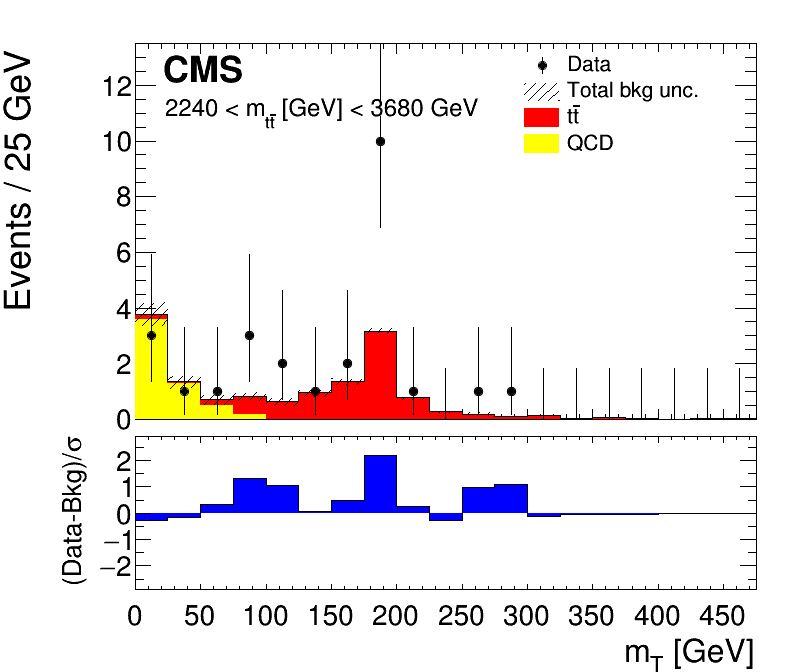 Events / 25 GeV
12
10
8
6
4
2
0
CMS
2240 < m_tt̄ [GeV] < 3680 GeV
Data
Total bkg unc.
tt̄
QCD
(Data-Bkg)/σ
2
1
0
−1
−2
0 50 100 150 200 250 300 350 400 450
m_T [GeV]